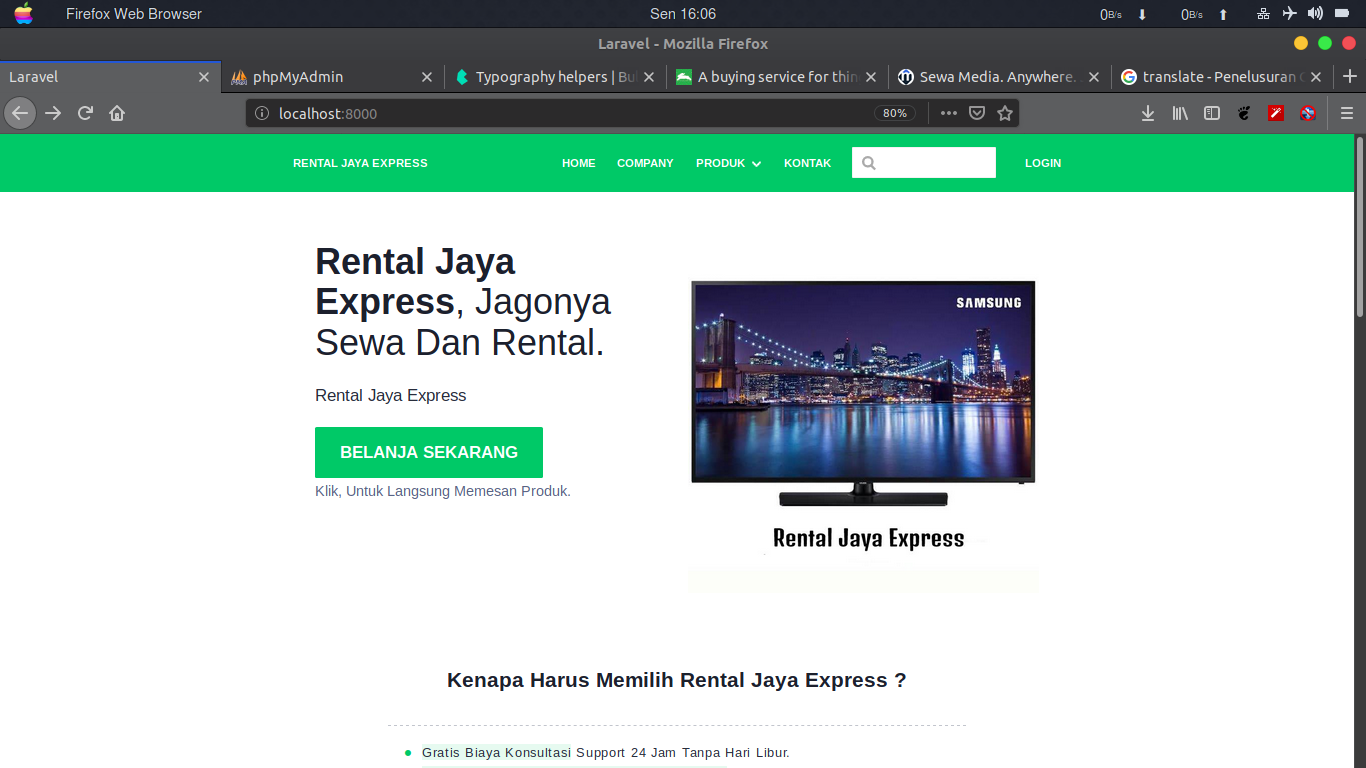 Firefox Web Browser
Sen 16:06
0B/s
0B/s
Laravel - Mozilla Firefox
Laravel
phpMyAdmin
Typography helpers | Bul
A buying service for thin
Sewa Media. Anywhere.
translate - Penelusuran
localhost:8000
80%
RENTAL JAYA EXPRESS
HOME
COMPANY
PRODUK
KONTAK
LOGIN
Rental Jaya
Express, Jagonya
Sewa Dan Rental.
Rental Jaya Express
BELANJA SEKARANG
Klik, Untuk Langsung Memesan Produk.
SAMSUNG
Rental Jaya Express
Kenapa Harus Memilih Rental Jaya Express ?
Gratis Biaya Konsultasi Support 24 Jam Tanpa Hari Libur.